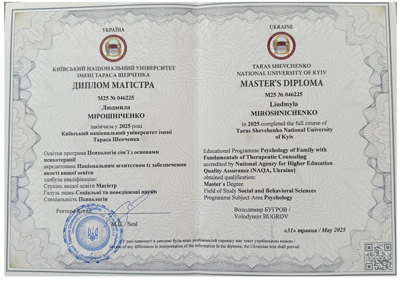 УКРАЇНА
КИЇВСЬКИЙ НАЦІОНАЛЬНИЙ УНІВЕРСИТЕТ
ІМЕНІ ТАРАСА ШЕВЧЕНКА
ДИПЛОМ МАГІСТРА
М25 № 046225
Людмила
МІРОШНІЧЕНКО
закінчила у 2025 році
Київський національний університет імені
Тараса Шевченка
Освітня програма Психологія сім'ї з основами
психотерапії
акредитована Національним агентством із забезпечення
якості вищої освіти
здобула кваліфікацію:
Ступінь вищої освіти Магістр
Галузь знань Соціальні та поведінкові науки
Спеціальність Психологія
М.П. / Seal
UKRAINE
TARAS SHEVCHENKO
NATIONAL UNIVERSITY OF KYIV
MASTER'S DIPLOMA
M25 № 046225
Liudmyla
MIROSHNICHENKO
in 2025 completed the full course of
Taras Shevchenko National University
of Kyiv
Educational Programme Psychology of Family with
Fundamentals of Therapeutic Counseling
accredited by National Agency for Higher Education
Quality Assurance (NAQA, Ukraine)
obtained qualification:
Master's Degree
Field of Study Social and Behavioral Sciences
Programme Subject Area Psychology
Володимир БУГРОВ /
Volodymyr BUGROV
«31» травня / May 2025